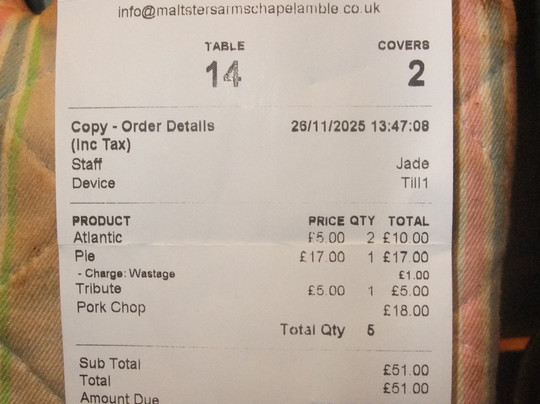 info@maltstersarmschapelamble.co.uk
TABLE COVERS
14 2
Copy - Order Details 26/11/2025 13:47:08
(Inc Tax)
Staff Jade
Device Till1
PRODUCT PRICE QTY TOTAL
Atlantic £5.00 2 £10.00
Pie £17.00 1 £17.00
- Charge: Wastage £1.00
Tribute £5.00 1 £5.00
Pork Chop £18.00
Total Qty 5
Sub Total £51.00
Total £51.00
Amount Due